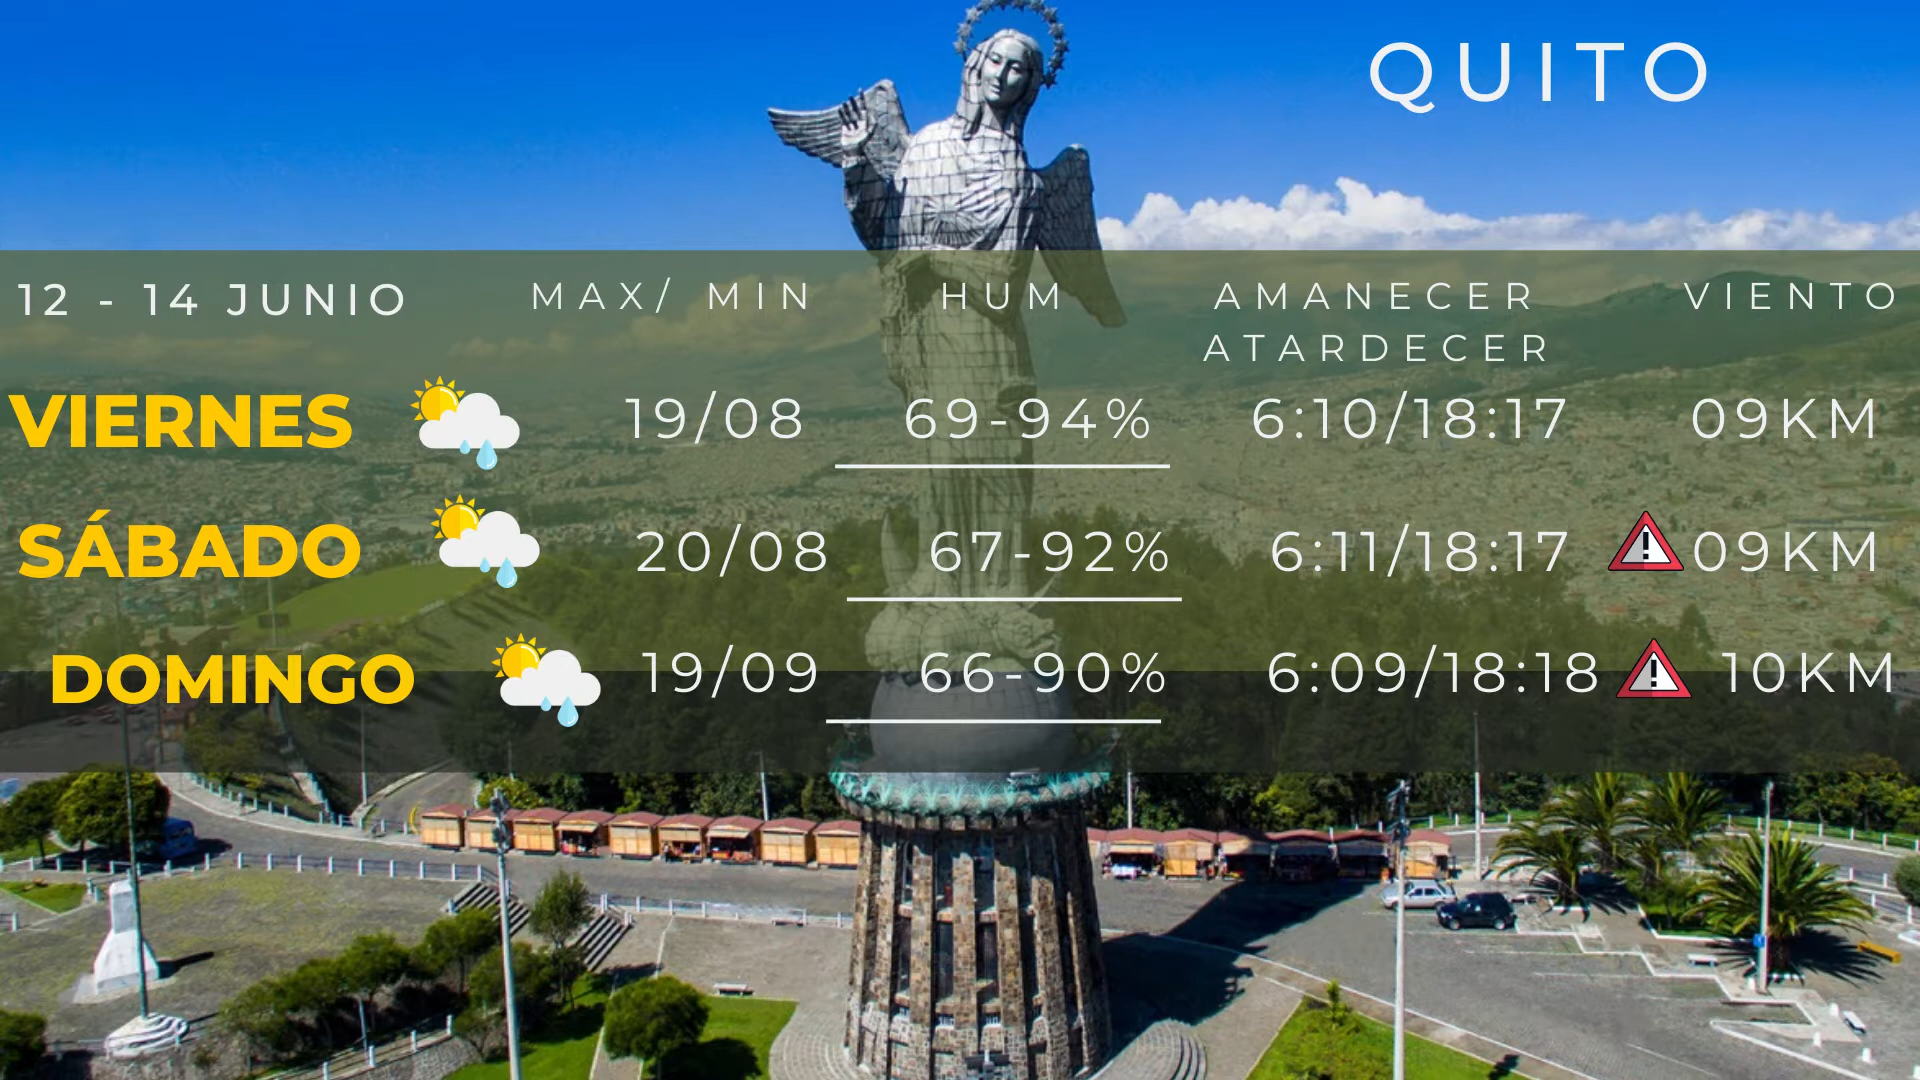 QUITO
12 - 14 JUNIO MAX/ MIN HUM AMANECER VIENTO
ATARDECER
VIERNES 19/08 69-94% 6:10/18:17 09KM
SÁBADO 20/08 67-92% 6:11/18:17 09KM
DOMINGO 19/09 66-90% 6:09/18:18 10KM